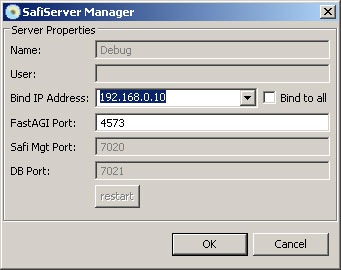 SafiServer Manager
Server Properties
Name: Debug
User:
Bind IP Address: 192.168.0.10 Bind to all
FastAGI Port: 4573
Safi Mgt Port: 7020
DB Port: 7021
restart
OK Cancel